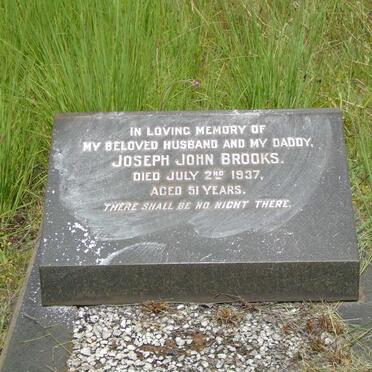 IN LOVING MEMORY OF
MY BELOVED HUSBAND AND MY DADDY,
JOSEPH JOHN BROOKS.
DIED JULY 2ND 1937,
AGED 51 YEARS.
THERE SHALL BE NO NIGHT THERE.